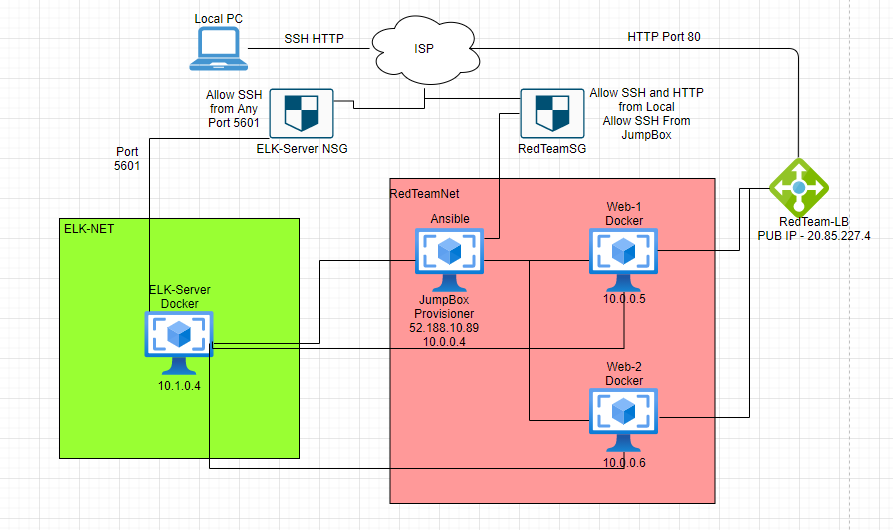 Local PC
SSH HTTP
ISP
HTTP Port 80
Allow SSH
from Any
Port 5601
ELK-Server NSG
Allow SSH and HTTP
from Local
Allow SSH From
JumpBox
RedTeamSG
Port
5601
RedTeamNet
RedTeam-LB
PUB IP - 20.85.227.4
ELK-NET
Ansible
JumpBox
Provisioner
52.188.10.89
10.0.0.4
Web-1
Docker
10.0.0.5
ELK-Server
Docker
10.1.0.4
Web-2
Docker
10.0.0.6